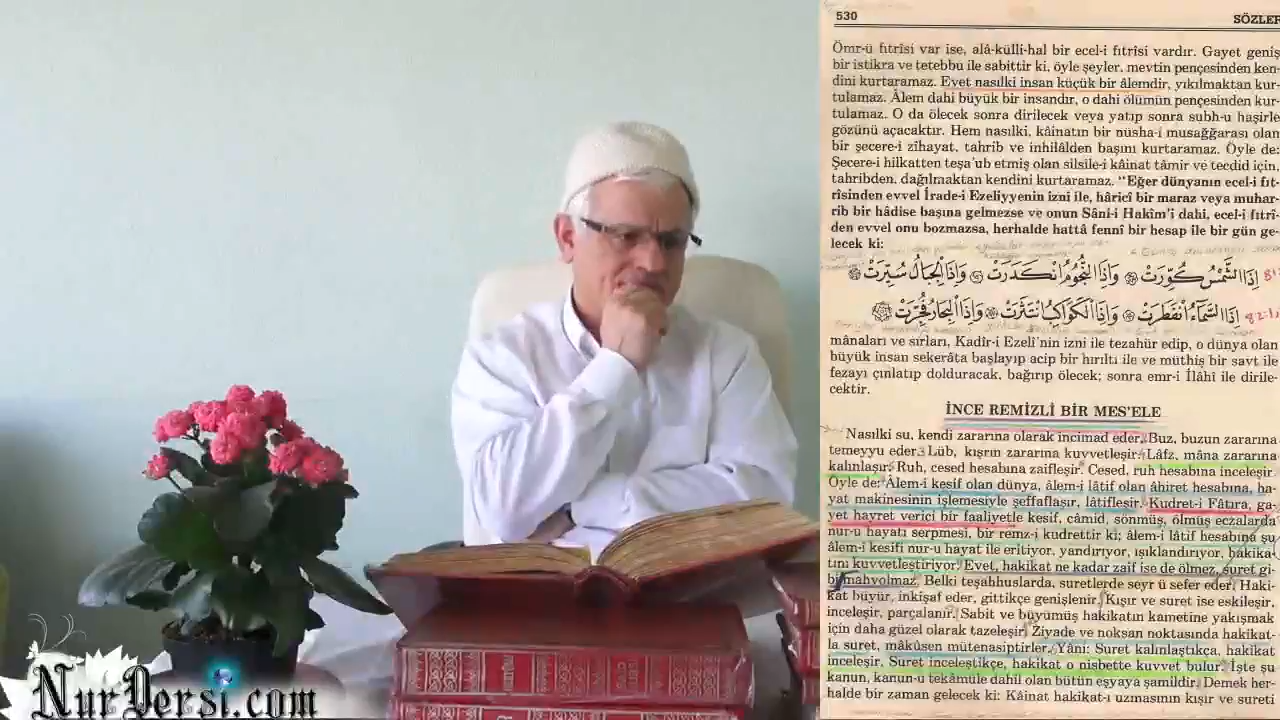 530
SÖZLER
Ömr-ü fıtrîsi var ise, alâ-külli-hal bir ecel-i fıtrîsi vardır. Gayet geniş
bir istikra ve tetebbu ile sabittir ki, öyle şeyler, mevtin pençesinden ken-
dini kurtaramaz. Evet nasılki insan küçük bir âlemdir, yıkılmaktan kur-
tulamaz. Âlem dahi büyük bir insandır, o dahi ölümün pençesinden kur-
tulamaz. O da ölecek sonra dirilecek veya yatıp sonra subh-u haşirle
gözünü açacaktır. Hem nasılki, kâinatın bir nüsha-i musağğarası olan
bir şecere-i zîhayat, tahrib ve inhilâlden başını kurtaramaz. Öyle de:
Şecere-i hilkatten teşa'ub etmiş olan silsile-i kâinat tâmir ve tecdid için,
tahribden, dağılmaktan kendini kurtaramaz. "Eğer dünyanın ecel-i fıt-
rîsinden evvel İrade-i Ezeliyyenin izni ile, hâricî bir maraz veya muhar-
rib bir hâdise başına gelmezse ve onun Sâni-i Hakîm'i dahi, ecel-i fıtrî-
den evvel onu bozmazsa, herhalde hattâ fennî bir hesap ile bir gün ge-
lecek ki:
اِذَا الشَّمْسُ كُوِّرَتْ ۞ وَاِذَا النُّجُومُ انْكَدَرَتْ ۞ وَاِذَا الْجِبَالُ سُيِّرَتْ ۞
اِذَا السَّمَٓاءُ انْفَطَرَتْ ۞ وَاِذَا الْكَوَاكِبُ انْتَثَرَتْ ۞ وَاِذَا الْبِحَارُ فُجِّرَتْ ۞
mânaları ve sırları, Kadîr-i Ezelî'nin izni ile tezahür edip, o dünya olan
büyük insan sekerâta başlayıp acip bir hırıltı ile ve müthiş bir savt ile
fezayı çınlatıp dolduracak, bağırıp ölecek; sonra emr-i İlâhî ile dirile-
cektir.
İNCE REMİZLİ BİR MES'ELE
Nasılki su, kendi zararına olarak incimad eder. Buz, buzun zararına
temeyyu eder. Lüb, kışrın zararına kuvvetleşir. Lâfz, mâna zararına
kalınlaşır. Ruh, cesed hesabına zaifleşir. Cesed, ruh hesabına inceleşir.
Öyle de: Âlem-i kesif olan dünya, âlem-i lâtif olan âhiret hesabına, ha-
yat makinesinin işlemesiyle şeffaflaşır, lâtifleşir. Kudret-i Fâtıra, ga-
yet hayret verici bir faaliyetle kesif, câmid, sönmüş, ölmüş eczalarda
nur-u hayatı serpmesi, bir remz-i kudrettir ki; âlem-i lâtif hesabına şu
âlem-i kesifi nur-u hayat ile eritiyor, yandırıyor, ışıklandırıyor, hakika-
tını kuvvetleştiriyor. Evet, hakikat ne kadar zaif ise de ölmez, suret gi-
bi mahvolmaz. Belki teşahhuslarda, suretlerde seyr ü sefer eder. Haki-
kat büyür, inkişaf eder, gittikçe genişlenir. Kışır ve suret ise eskileşir,
inceleşir, parçalanır. Sabit ve büyümüş hakikatın kametine yakışmak
için daha güzel olarak tazeleşir. Ziyade ve noksan noktasında hakikat-
la suret, mâkûsen mütenasiptirler. Yâni: Suret kalınlaştıkça, hakikat
inceleşir. Suret inceleştikçe, hakikat o nisbette kuvvet bulur. İşte şu
kanun, kanun-u tekâmüle dahil olan bütün eşyaya şamildir. Demek her-
halde bir zaman gelecek ki: Kâinat hakikat-ı uzmasının kışır ve sureti
NurDersi.com